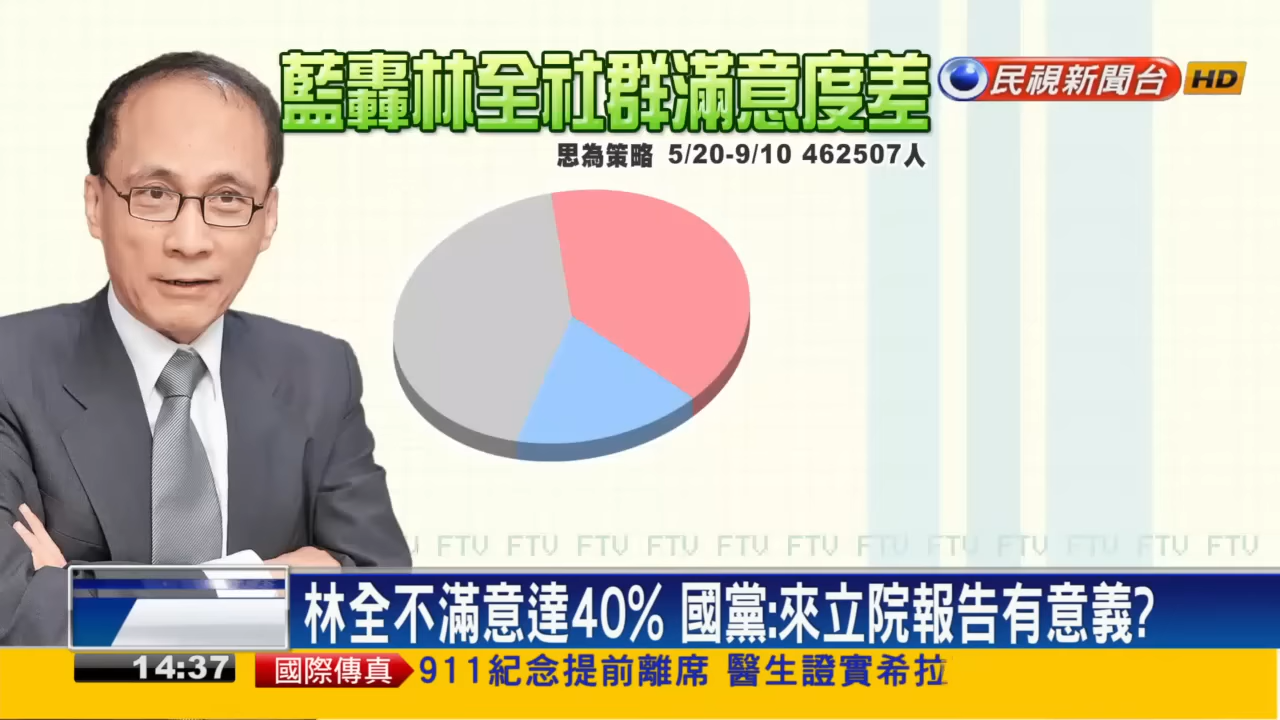 藍轟林全社群滿意度差
民視新聞台 HD
思為策略 5/20-9/10 462507人
FTV FTV FTV FTV FTV FTV FTV FTV FTV FTV FTV FTV
林全不滿意達40% 國黨:來立院報告有意義?
14:37 國際傳真 911紀念提前離席 醫生證實希拉